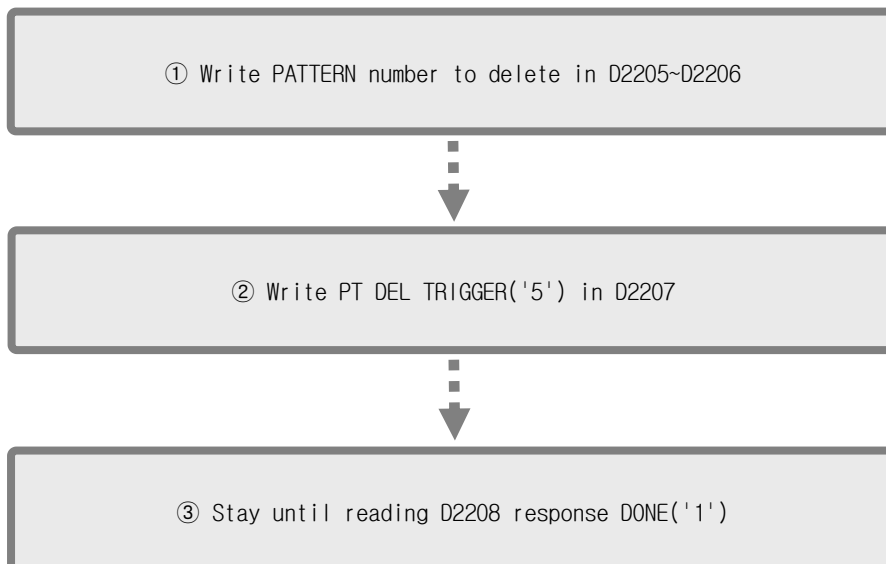 ① Write PATTERN number to delete in D2205~D2206
② Write PT DEL TRIGGER('5') in D2207
③ Stay until reading D2208 response DONE('1')